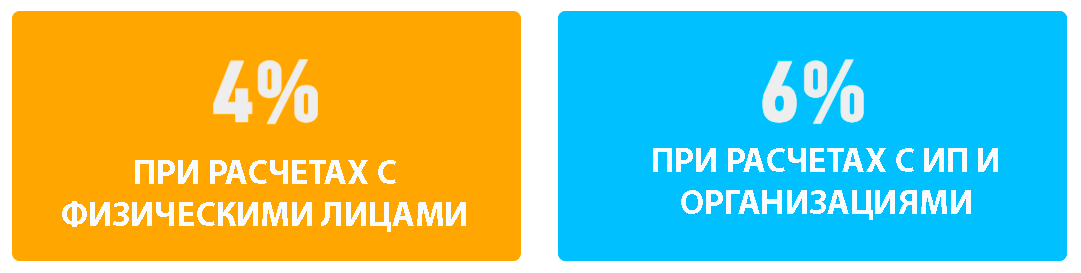 4%
ПРИ РАСЧЕТАХ С
ФИЗИЧЕСКИМИ ЛИЦАМИ
6%
ПРИ РАСЧЕТАХ С ИП И
ОРГАНИЗАЦИЯМИ